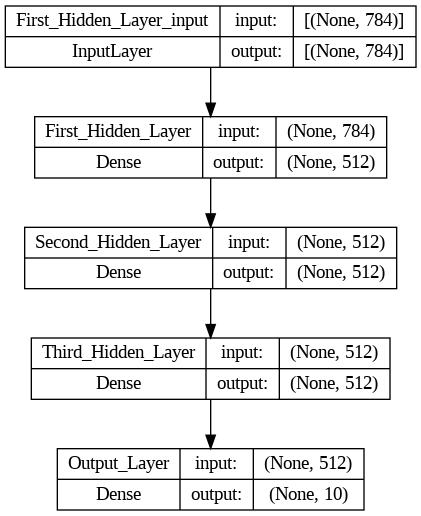 First_Hidden_Layer_input input: [(None, 784)]
InputLayer output: [(None, 784)]
First_Hidden_Layer input: (None, 784)
Dense output: (None, 512)
Second_Hidden_Layer input: (None, 512)
Dense output: (None, 512)
Third_Hidden_Layer input: (None, 512)
Dense output: (None, 512)
Output_Layer input: (None, 512)
Dense output: (None, 10)